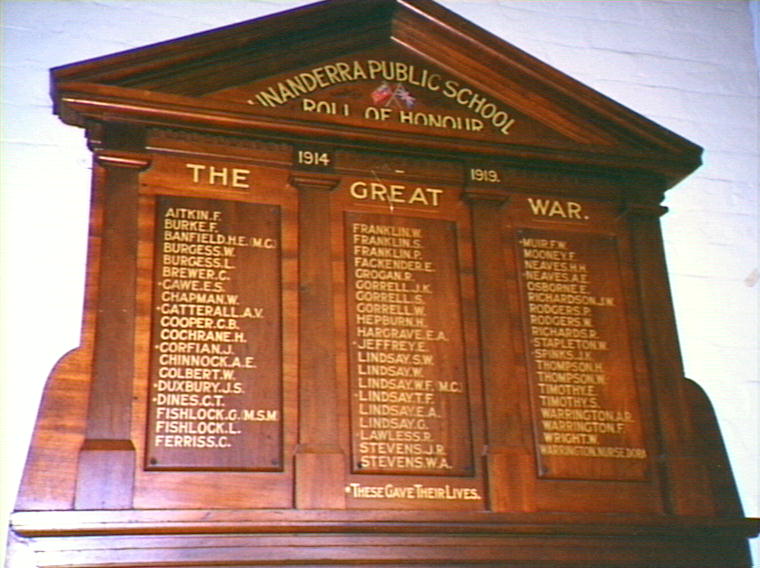 UNANDERRA PUBLIC SCHOOL
ROLL OF HONOUR
1914 – 1919.
THE GREAT WAR.
AITKIN.F.
BURKE.F.
BANFIELD.H.E.(M.C.)
BURGESS.W.
BURGESS.L.
BREWER.C.
*CAWE.E.S.
CHAPMAN.W.
*CATTERALL.A.V.
COOPER.C.B.
COCHRANE.H.
*CORFIAN.J.
CHINNOCK.A.E.
COLBERT.W.
*DUXBURY.J.S.
*DINES.C.T.
FISHLOCK.G.(M.S.M)
FISHLOCK.L.
FERRISS.C.
FRANKLIN.W.
FRANKLIN.S.
FRANKLIN.P.
FACKENDER.E.
GROGAN.R.
GORRELL.J.K.
GORRELL.S.
GORRELL.W.
HEPBURN.H.
HARGRAVE.E.A.
*JEFFREY.E.
LINDSAY.S.W.
LINDSAY.W.
LINDSAY.W.F.(M.C.)
*LINDSAY.T.F.
LINDSAY.E.A.
LINDSAY.G.
*LAWLESS.R.
STEVENS.J.R.
STEVENS.W.A.
*MUIR.F.W.
MOONEY.F.
NEAVES.H.H.
*NEAVES.A.E.
OSBORNE.E.
RICHARDSON.J.W.
RODGERS.P.
RODGERS.W.
RICHARDS.R.
*STAPLETON.W.
*SPINKS.J.K.
THOMPSON.H.
THOMPSON.W.
TIMOTHY.E.
TIMOTHY.S.
WARRINGTON.A.R.
WARRINGTON.F.
WRIGHT.W.
WARRINGTON.NURSE.DORA
*THESE GAVE THEIR LIVES.